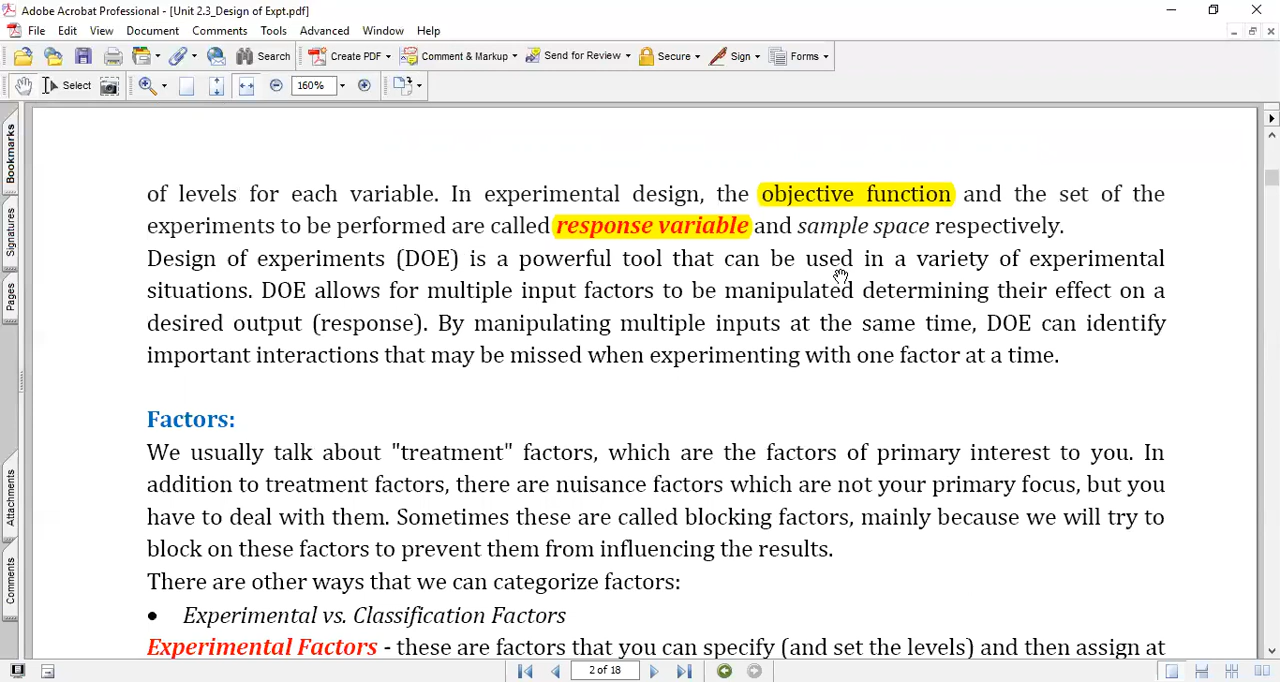 Adobe Acrobat Professional - [Unit 2.3_Design of Expt.pdf]
File Edit View Document Comments Tools Advanced Window Help
Search Create PDF Comment & Markup Send for Review Secure Sign Forms
Select 160%
Bookmarks
Signatures
Pages
Attachments
Comments
of levels for each variable. In experimental design, the objective function and the set of the
experiments to be performed are called response variable and sample space respectively.
Design of experiments (DOE) is a powerful tool that can be used in a variety of experimental
situations. DOE allows for multiple input factors to be manipulated determining their effect on a
desired output (response). By manipulating multiple inputs at the same time, DOE can identify
important interactions that may be missed when experimenting with one factor at a time.
Factors:
We usually talk about "treatment" factors, which are the factors of primary interest to you. In
addition to treatment factors, there are nuisance factors which are not your primary focus, but you
have to deal with them. Sometimes these are called blocking factors, mainly because we will try to
block on these factors to prevent them from influencing the results.
There are other ways that we can categorize factors:
• Experimental vs. Classification Factors
Experimental Factors - these are factors that you can specify (and set the levels) and then assign at
2 of 18